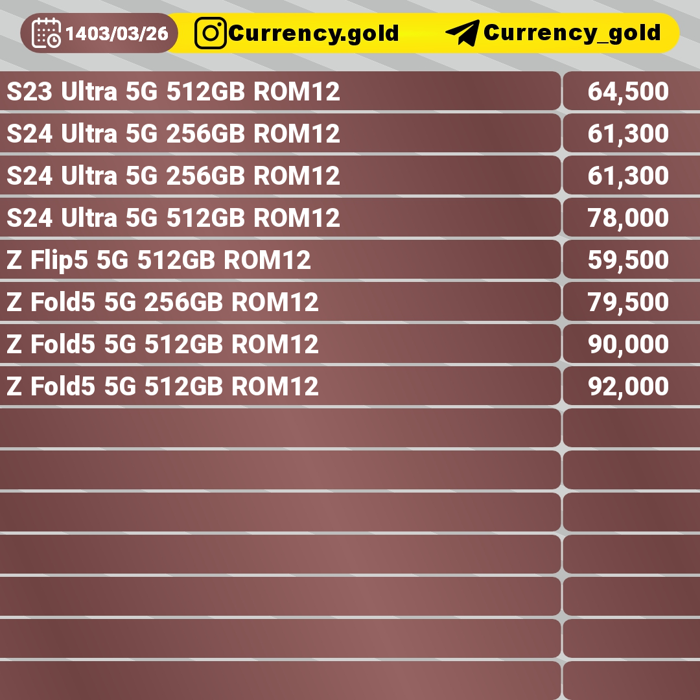 1403/03/26 Currency.gold Currency_gold
S23 Ultra 5G 512GB ROM12 64,500
S24 Ultra 5G 256GB ROM12 61,300
S24 Ultra 5G 256GB ROM12 61,300
S24 Ultra 5G 512GB ROM12 78,000
Z Flip5 5G 512GB ROM12 59,500
Z Fold5 5G 256GB ROM12 79,500
Z Fold5 5G 512GB ROM12 90,000
Z Fold5 5G 512GB ROM12 92,000